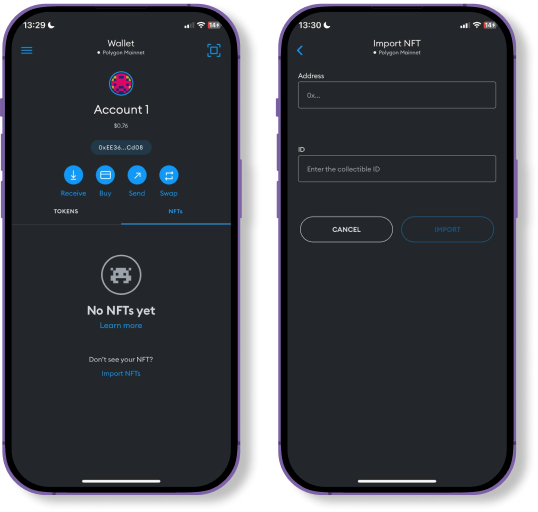 13:29
14
Wallet
Polygon Mainnet
Account 1
$0.76
0xEE36...Cd08
Receive
Buy
Send
Swap
TOKENS
NFTs
No NFTs yet
Learn more
Don't see your NFT?
Import NFTs
13:30
14
Import NFT
Polygon Mainnet
Address
0x...
ID
Enter the collectible ID
CANCEL
IMPORT